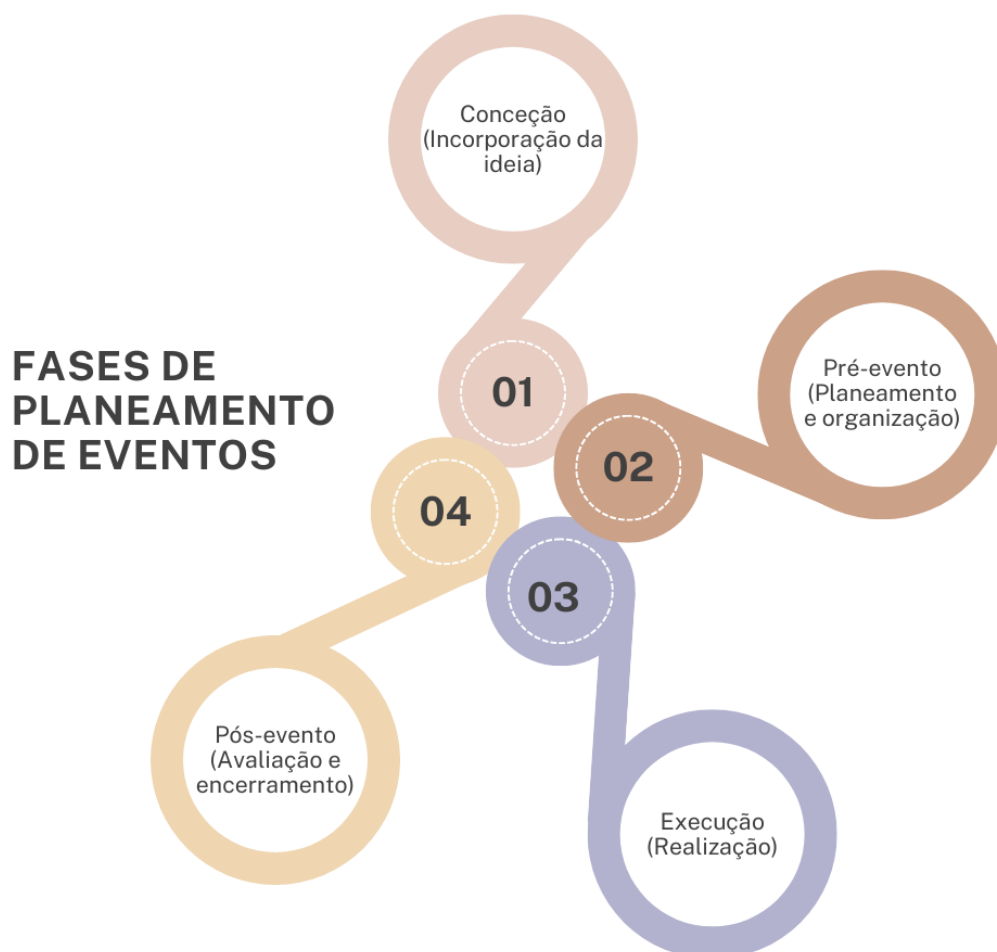 FASES DE
PLANEAMENTO
DE EVENTOS
01
Conceção
(Incorporação da
ideia)
02
Pré-evento
(Planeamento
e organização)
03
Execução
(Realização)
04
Pós-evento
(Avaliação e
encerramento)